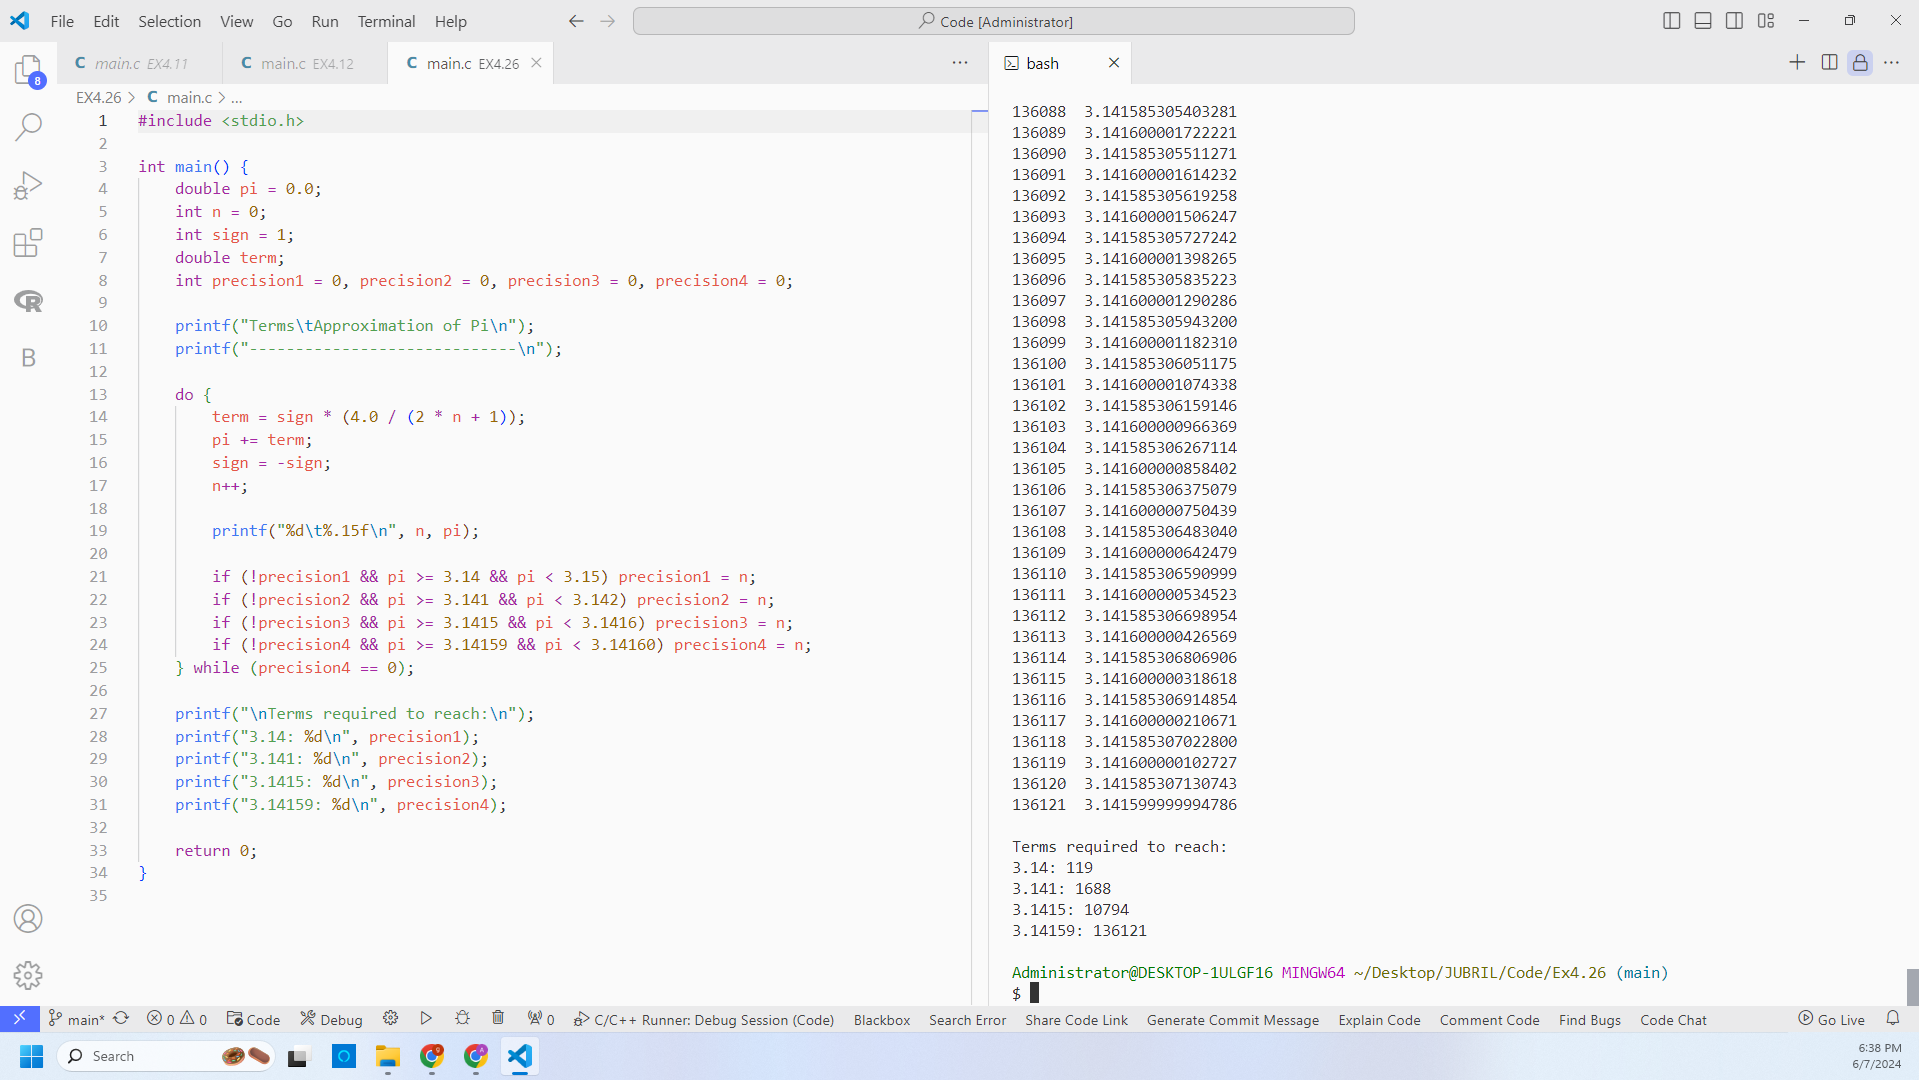 File Edit Selection View Go Run Terminal Help
Code [Administrator]
8
C main.c EX4.11
C main.c EX4.12
C main.c EX4.26
bash
EX4.26 > C main.c > ...
1 #include <stdio.h>
2
3 int main() {
4 double pi = 0.0;
5 int n = 0;
6 int sign = 1;
7 double term;
8 int precision1 = 0, precision2 = 0, precision3 = 0, precision4 = 0;
9
10 printf("Terms\tApproximation of Pi\n");
11 printf("-----------------------------\n");
12
13 do {
14 term = sign * (4.0 / (2 * n + 1));
15 pi += term;
16 sign = -sign;
17 n++;
18
19 printf("%d\t%.15f\n", n, pi);
20
21 if (!precision1 && pi >= 3.14 && pi < 3.15) precision1 = n;
22 if (!precision2 && pi >= 3.141 && pi < 3.142) precision2 = n;
23 if (!precision3 && pi >= 3.1415 && pi < 3.1416) precision3 = n;
24 if (!precision4 && pi >= 3.14159 && pi < 3.14160) precision4 = n;
25 } while (precision4 == 0);
26
27 printf("\nTerms required to reach:\n");
28 printf("3.14: %d\n", precision1);
29 printf("3.141: %d\n", precision2);
30 printf("3.1415: %d\n", precision3);
31 printf("3.14159: %d\n", precision4);
32
33 return 0;
34 }
35
136088 3.141585305403281
136089 3.141600001722221
136090 3.141585305511271
136091 3.141600001614232
136092 3.141585305619258
136093 3.141600001506247
136094 3.141585305727242
136095 3.141600001398265
136096 3.141585305835223
136097 3.141600001290286
136098 3.141585305943200
136099 3.141600001182310
136100 3.141585306051175
136101 3.141600001074338
136102 3.141585306159146
136103 3.141600000966369
136104 3.141585306267114
136105 3.141600000858402
136106 3.141585306375079
136107 3.141600000750439
136108 3.141585306483040
136109 3.141600000642479
136110 3.141585306590999
136111 3.141600000534523
136112 3.141585306698954
136113 3.141600000426569
136114 3.141585306806906
136115 3.141600000318618
136116 3.141585306914854
136117 3.141600000210671
136118 3.141585307022800
136119 3.141600000102727
136120 3.141585307130743
136121 3.141599999994786
Terms required to reach:
3.14: 119
3.141: 1688
3.1415: 10794
3.14159: 136121
Administrator@DESKTOP-1ULGF16 MINGW64 ~/Desktop/JUBRIL/Code/Ex4.26 (main)
$
R
B
main* 0 0 Code Debug 0 C/C++ Runner: Debug Session (Code) Blackbox Search Error Share Code Link Generate Commit Message Explain Code Comment Code Find Bugs Code Chat Go Live
Search
6:38 PM
6/7/2024